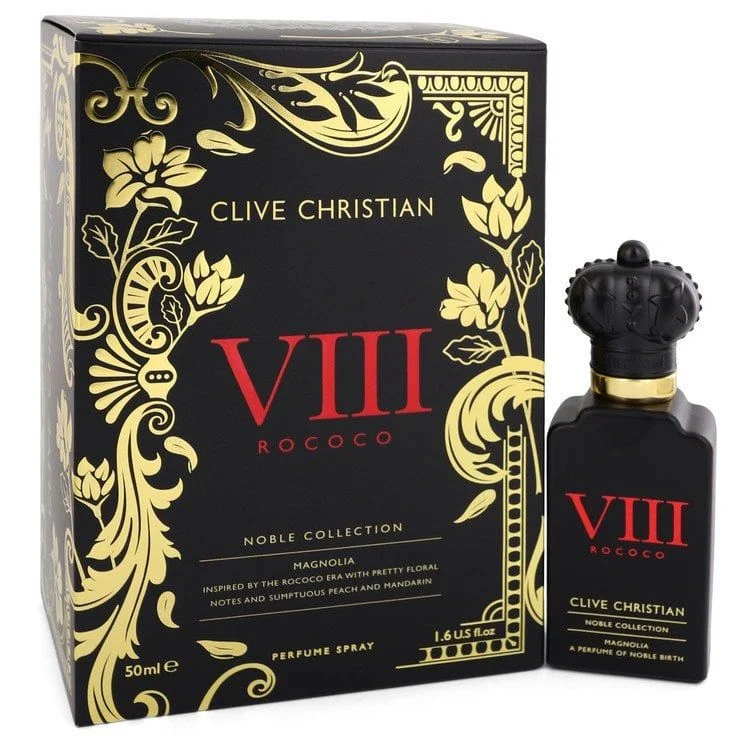 CLIVE CHRISTIAN
VIII
ROCOCO
NOBLE COLLECTION
MAGNOLIA
INSPIRED BY THE ROCOCO ERA WITH PRETTY FLORAL
NOTES AND SUMPTUOUS PEACH AND MANDARIN
50ml e
PERFUME SPRAY
1.6 U.S fl.oz
VIII
ROCOCO
CLIVE CHRISTIAN
NOBLE COLLECTION
MAGNOLIA
A PERFUME OF NOBLE BIRTH